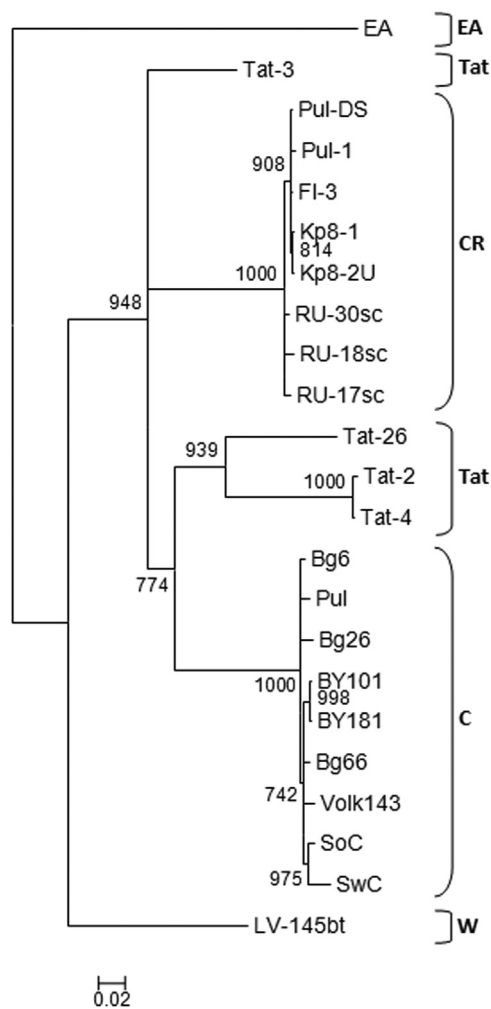 EA EA
Tat-3 Tat
Pul-DS
Pul-1
908
FI-3
Kp8-1
814
CR
1000 Kp8-2U
948 RU-30sc
RU-18sc
RU-17sc
939 Tat-26
1000 Tat-2 Tat
Tat-4
774 Bg6
Pul
Bg26
1000 BY101
998
BY181 C
Bg66
742 Volk143
SoC
975 SwC
LV-145bt W
0.02